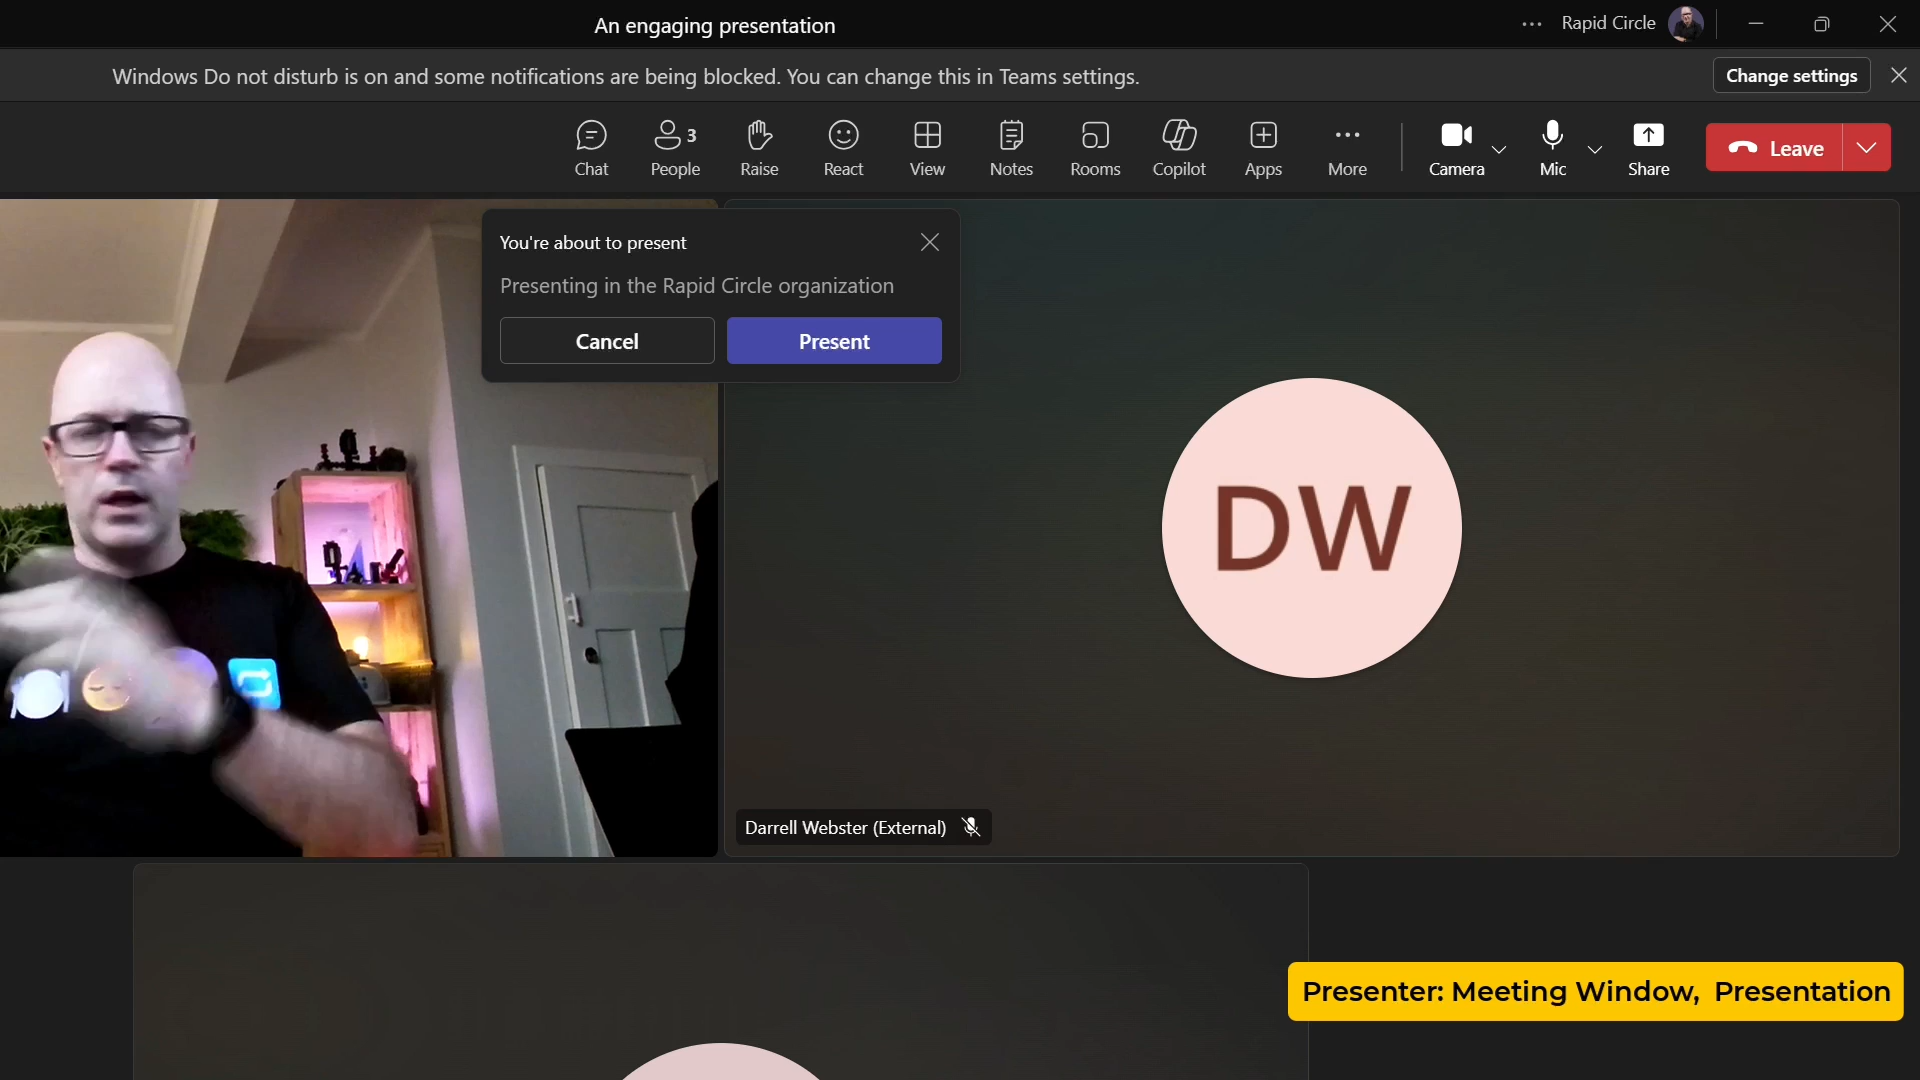 An engaging presentation
Rapid Circle
Windows Do not disturb is on and some notifications are being blocked. You can change this in Teams settings.
Change settings
Chat
People
3
Raise
React
View
Notes
Rooms
Copilot
Apps
More
Camera
Mic
Share
Leave
You're about to present
Presenting in the Rapid Circle organization
Cancel
Present
DW
Darrell Webster (External)
Presenter: Meeting Window, Presentation